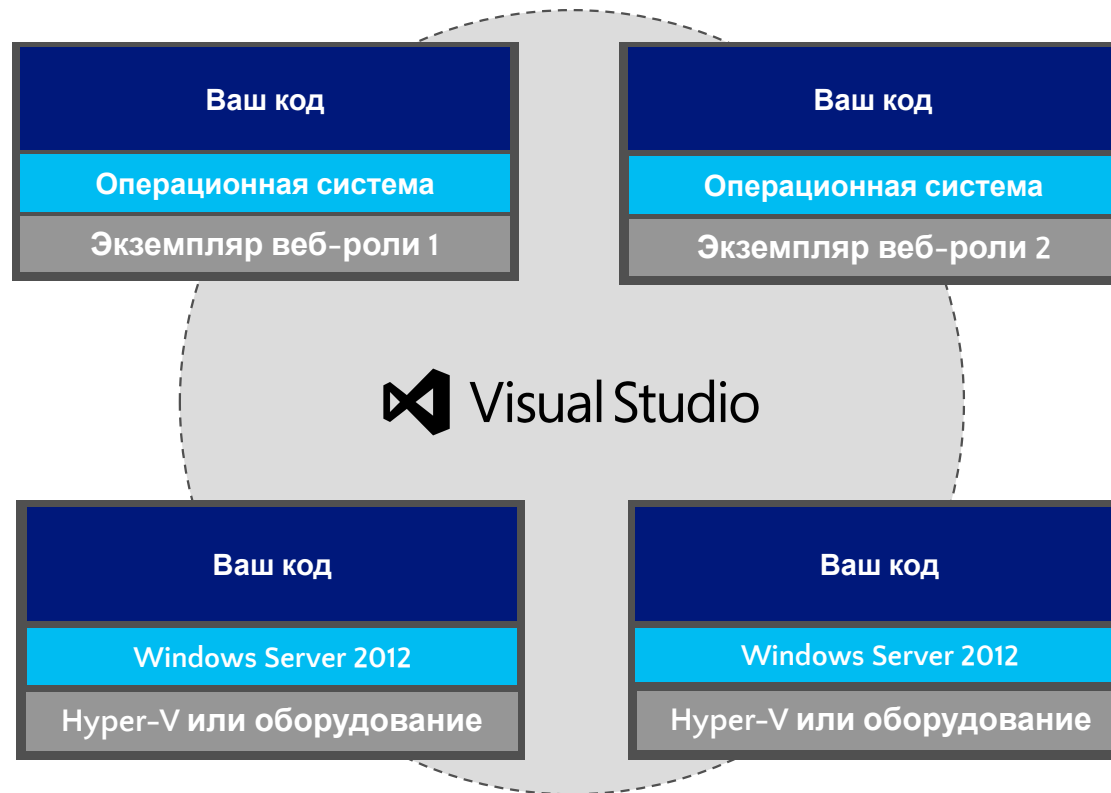 Ваш код
Операционная система
Экземпляр веб-роли 1
Ваш код
Операционная система
Экземпляр веб-роли 2
Visual Studio
Ваш код
Windows Server 2012
Hyper-V или оборудование
Ваш код
Windows Server 2012
Hyper-V или оборудование